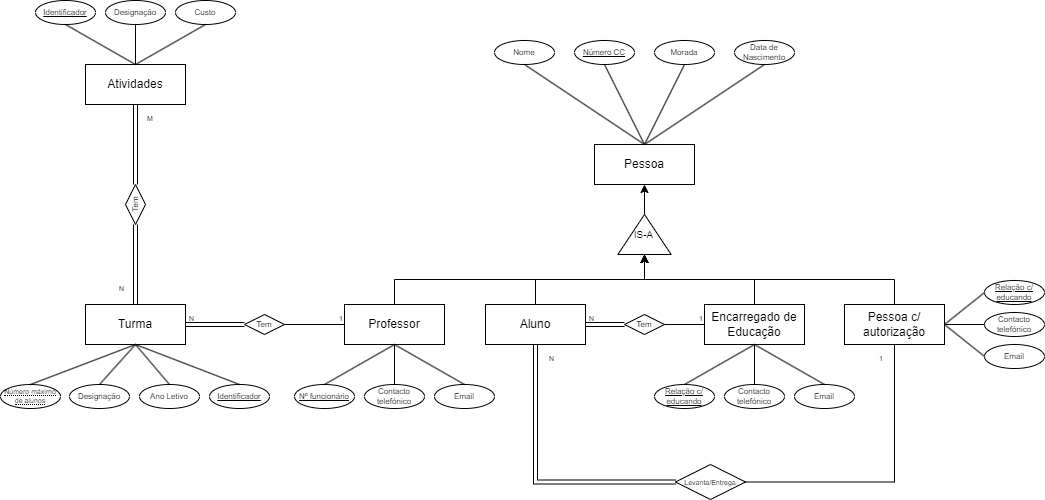 Identificador
Designação
Custo
Atividades
M
Tem
N
Nome
Número CC
Morada
Data de
Nascimento
Pessoa
IS-A
Turma
N
Tem
1
Professor
Aluno
N
Tem
1
Encarregado de
Educação
Pessoa c/
autorização
Relação c/
educando
Contacto
telefónico
Email
Número máximo
de alunos
Designação
Ano Letivo
Identificador
Nº funcionário
Contacto
telefónico
Email
N
Relação c/
educando
Contacto
telefónico
Email
1
Levanta/Entrega